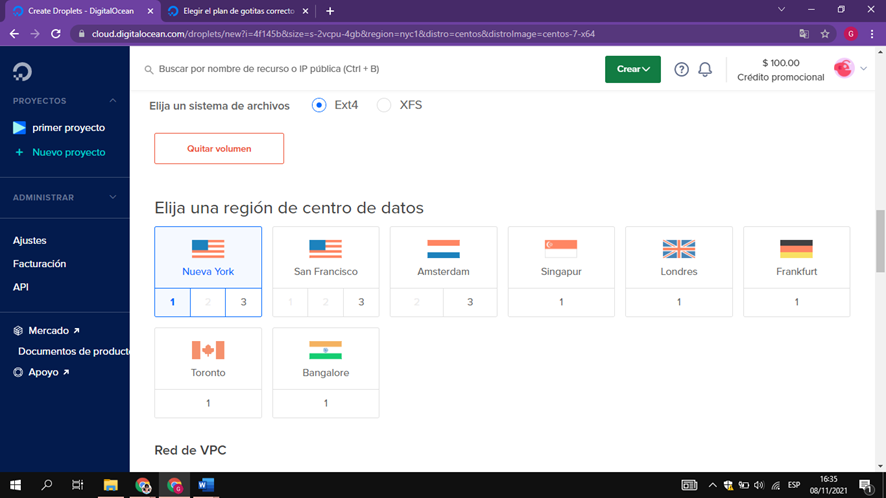 Create Droplets - DigitalOcean
Elegir el plan de gotitas correcto
cloud.digitalocean.com/droplets/new?i=4f145b&size=s-2vcpu-4gb&region=nyc1&distro=centos&distroImage=centos-7-x64
G
Buscar por nombre de recurso o IP pública (Ctrl + B)
Crear
$ 100.00
Crédito promocional
PROYECTOS
primer proyecto
+ Nuevo proyecto
ADMINISTRAR
Ajustes
Facturación
API
Mercado ↗
Documentos de producto
Apoyo ↗
Elija un sistema de archivos
Ext4
XFS
Quitar volumen
Elija una región de centro de datos
Nueva York
1 2 3
San Francisco
1 2 3
Amsterdam
2 3
Singapur
1
Londres
1
Frankfurt
1
Toronto
1
Bangalore
1
Red de VPC
ESP
16:35
08/11/2021
1